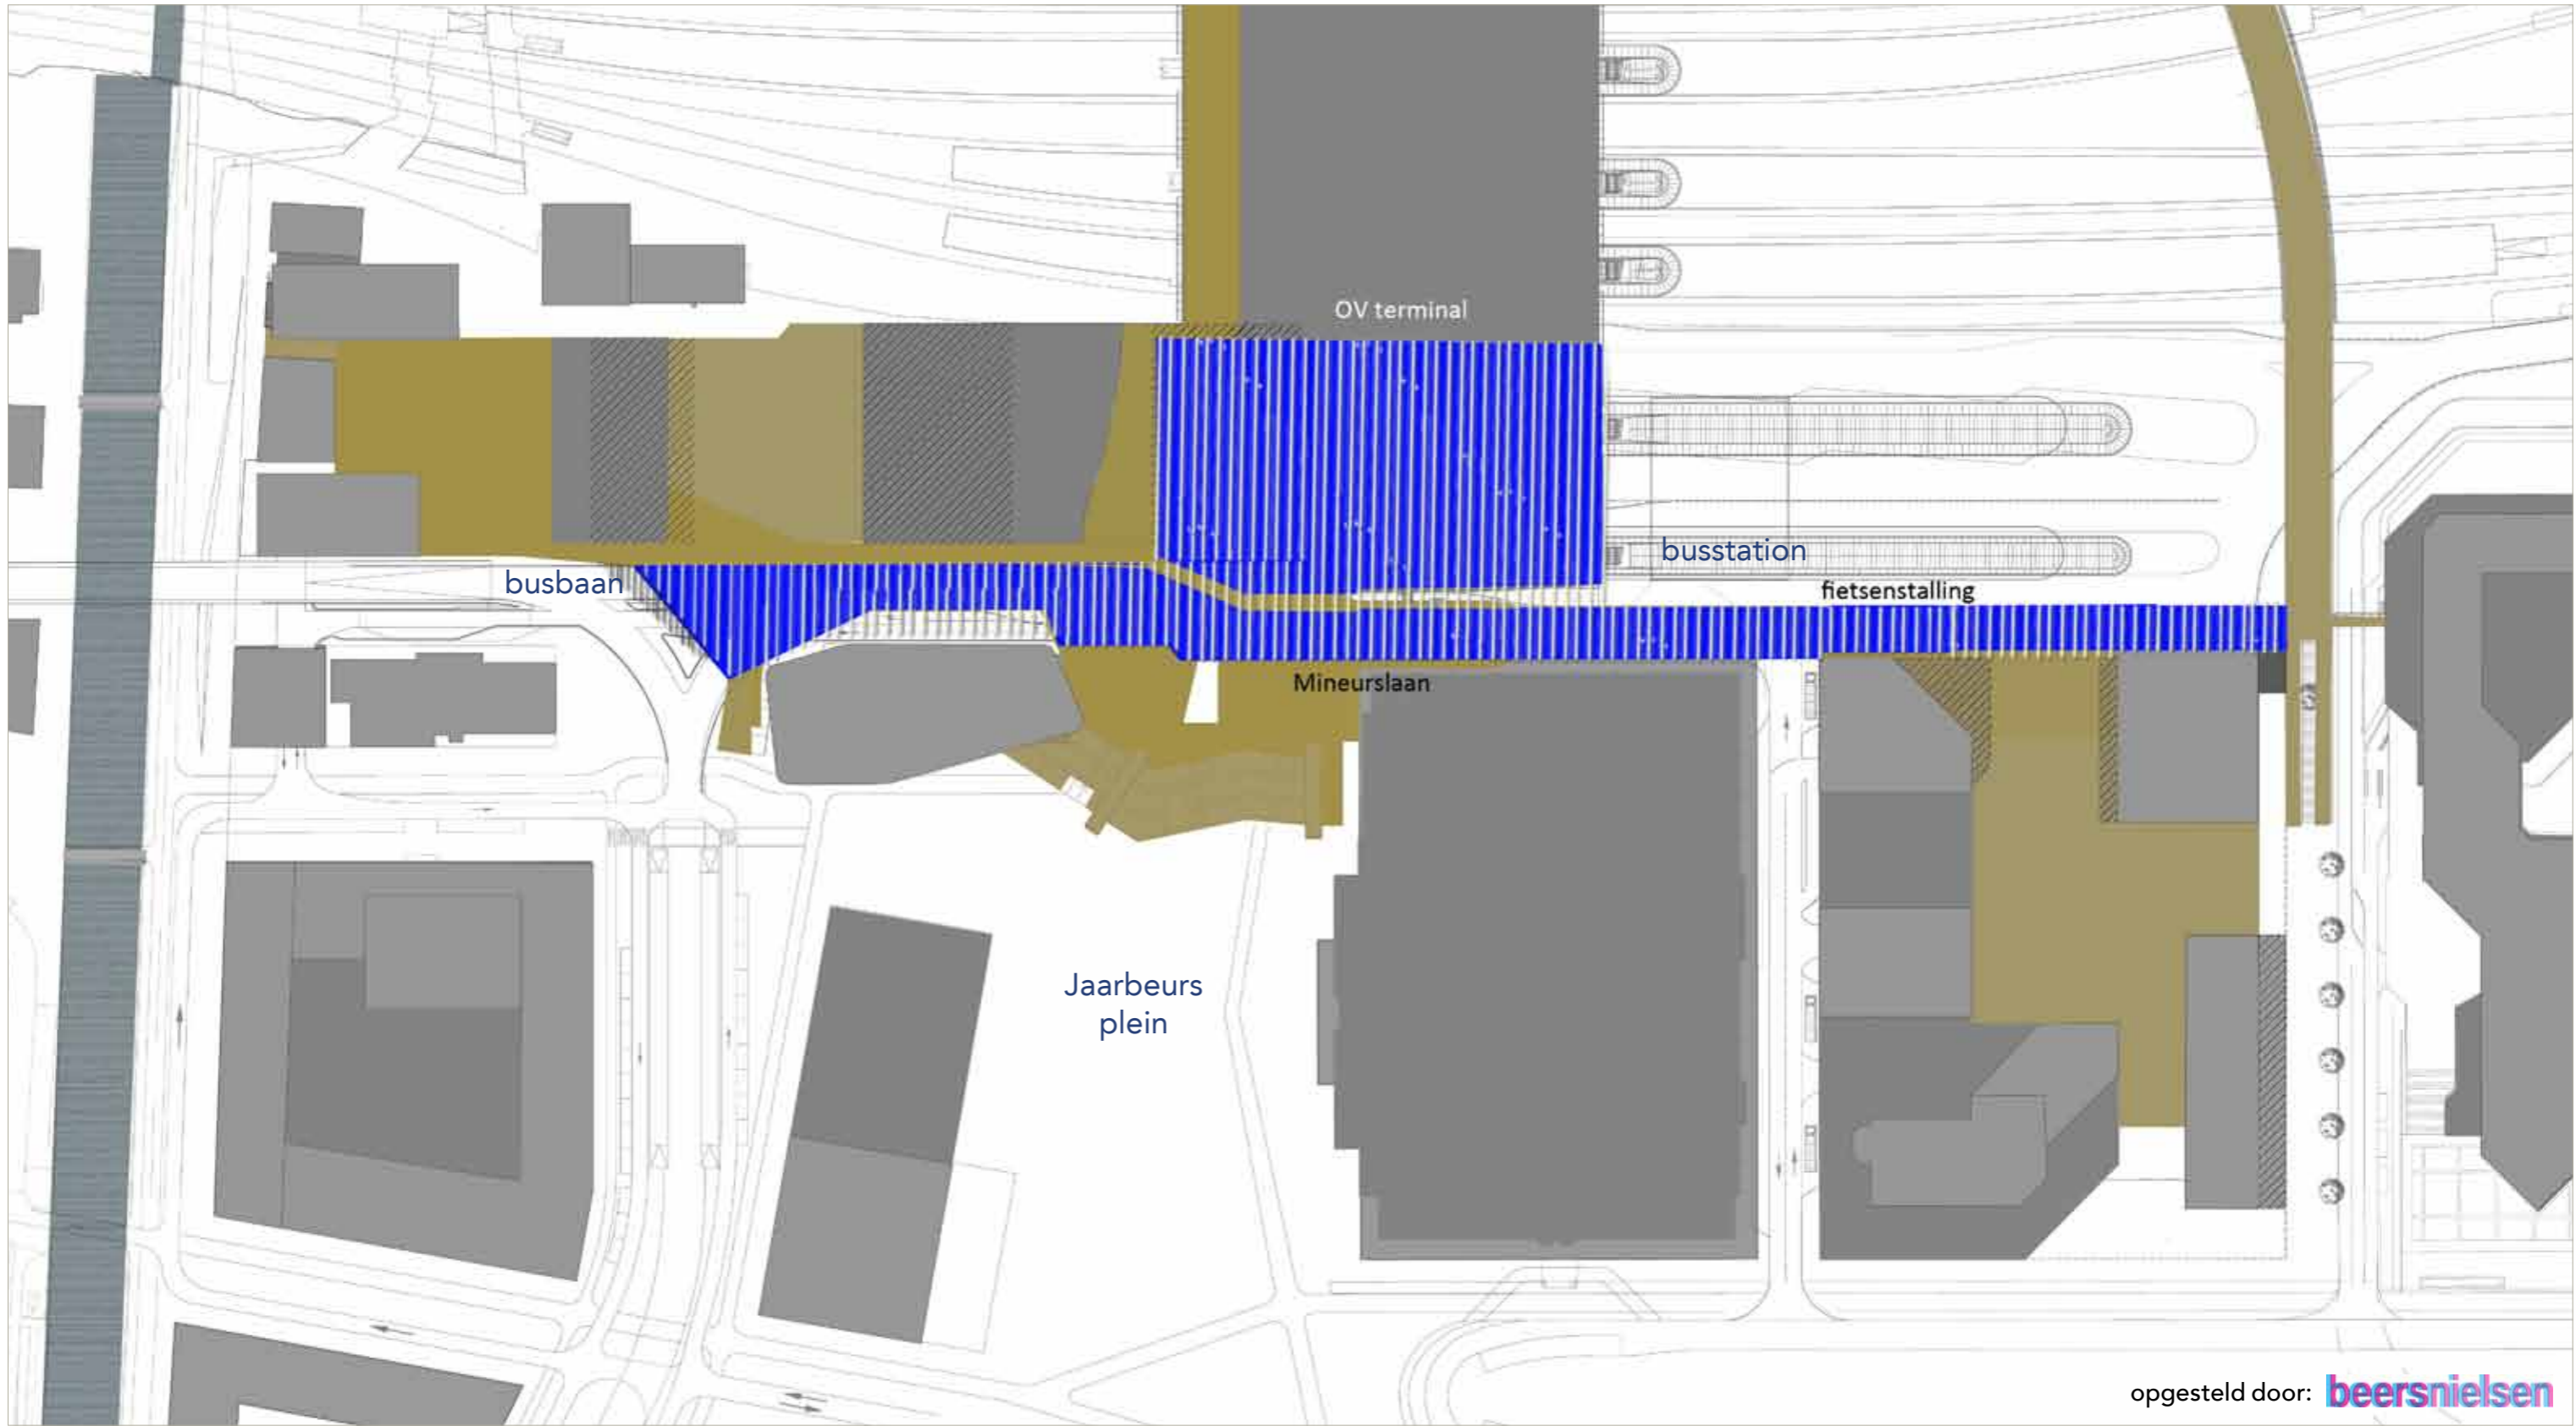 OV terminal
busstation
busbaan
fietsenstalling
Mineurslaan
Jaarbeurs
plein
opgesteld door: beersnielsen